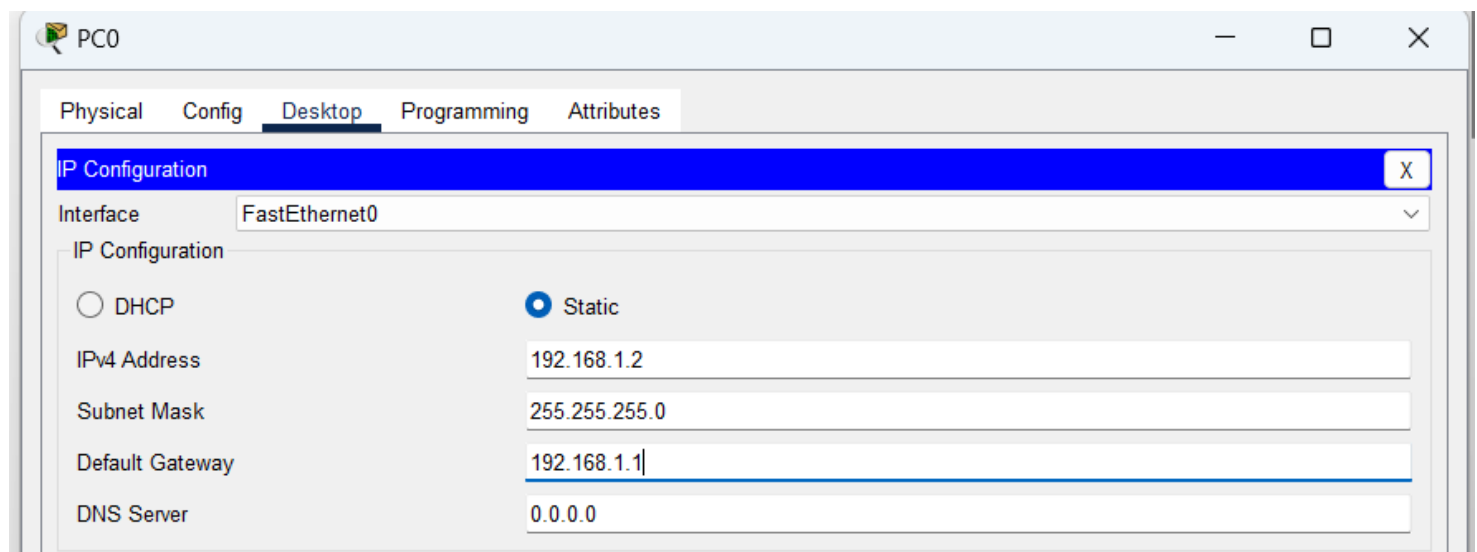 PC0
Physical Config Desktop Programming Attributes
IP Configuration X
Interface FastEthernet0
IP Configuration
DHCP Static
IPv4 Address 192.168.1.2
Subnet Mask 255.255.255.0
Default Gateway 192.168.1.1
DNS Server 0.0.0.0